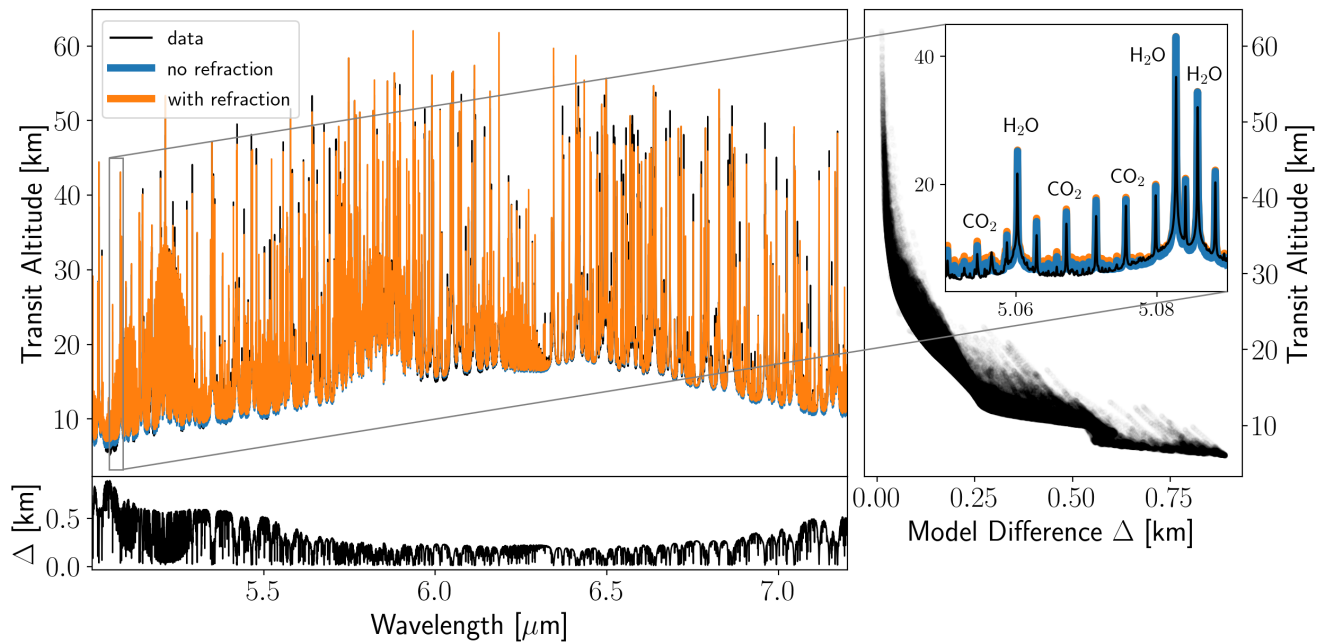 data
no refraction
with refraction
Transit Altitude [km]
60
50
40
30
20
10
Δ [km]
0.5
0.0
5.5
6.0
6.5
7.0
Wavelength [μm]
40
20
5.06
5.08
H₂O
H₂O
H₂O
CO₂
CO₂
CO₂
60
50
40
30
20
10
Transit Altitude [km]
0.00
0.25
0.50
0.75
Model Difference Δ [km]